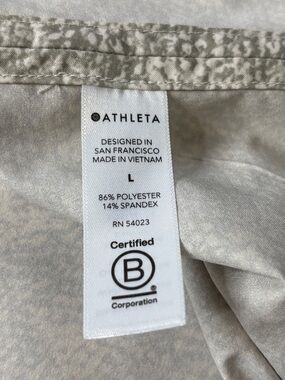 ATHLETA
DESIGNED IN
SAN FRANCISCO
MADE IN VIETNAM
L
86% POLYESTER
14% SPANDEX
RN 54023
Certified
B
Corporation